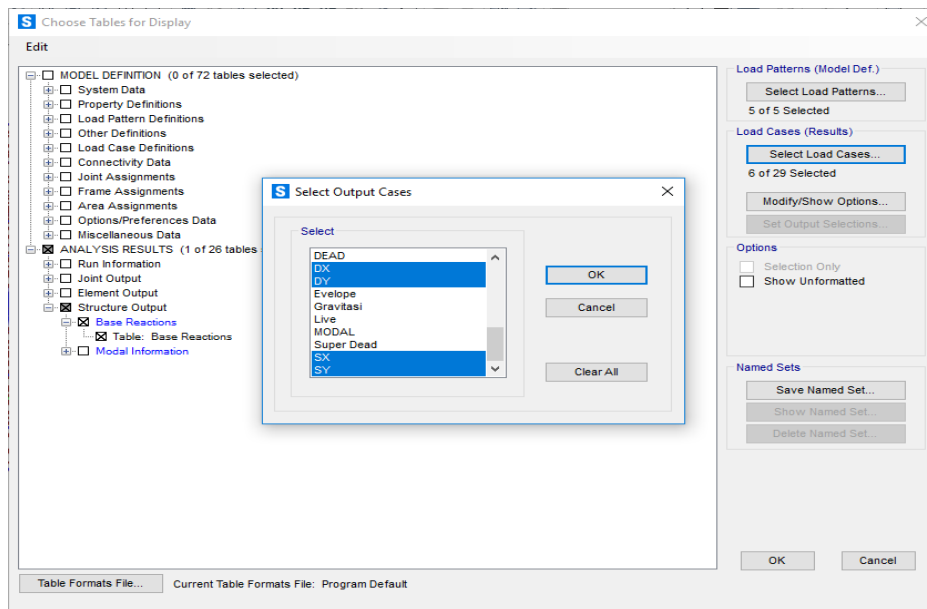 S Choose Tables for Display
Edit
MODEL DEFINITION (0 of 72 tables selected)
System Data
Property Definitions
Load Pattern Definitions
Other Definitions
Load Case Definitions
Connectivity Data
Joint Assignments
Frame Assignments
Area Assignments
Options/Preferences Data
Miscellaneous Data
ANALYSIS RESULTS (1 of 26 tables
Run Information
Joint Output
Element Output
Structure Output
Base Reactions
Table: Base Reactions
Modal Information
S Select Output Cases
Select
DEAD
DX
DY
Evelope
Gravitasi
Live
MODAL
Super Dead
SX
SY
OK
Cancel
Clear All
Load Patterns (Model Def.)
Select Load Patterns...
5 of 5 Selected
Load Cases (Results)
Select Load Cases...
6 of 29 Selected
Modify/Show Options...
Set Output Selections...
Options
Selection Only
Show Unformatted
Named Sets
Save Named Set...
Show Named Set...
Delete Named Set...
OK
Cancel
Table Formats File...
Current Table Formats File: Program Default